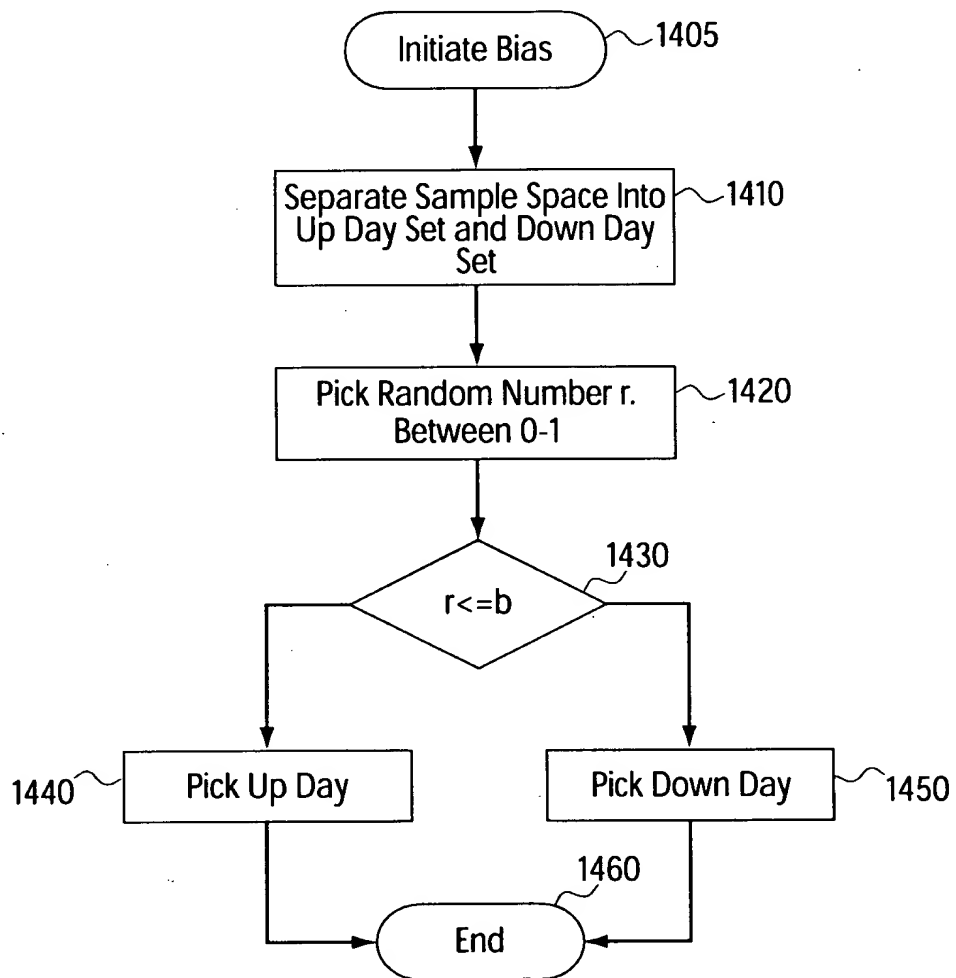 Initiate Bias
1405
Separate Sample Space Into
Up Day Set and Down Day
Set
1410
Pick Random Number r.
Between 0-1
1420
1430
r<=b
1440
Pick Up Day
Pick Down Day
1450
1460
End